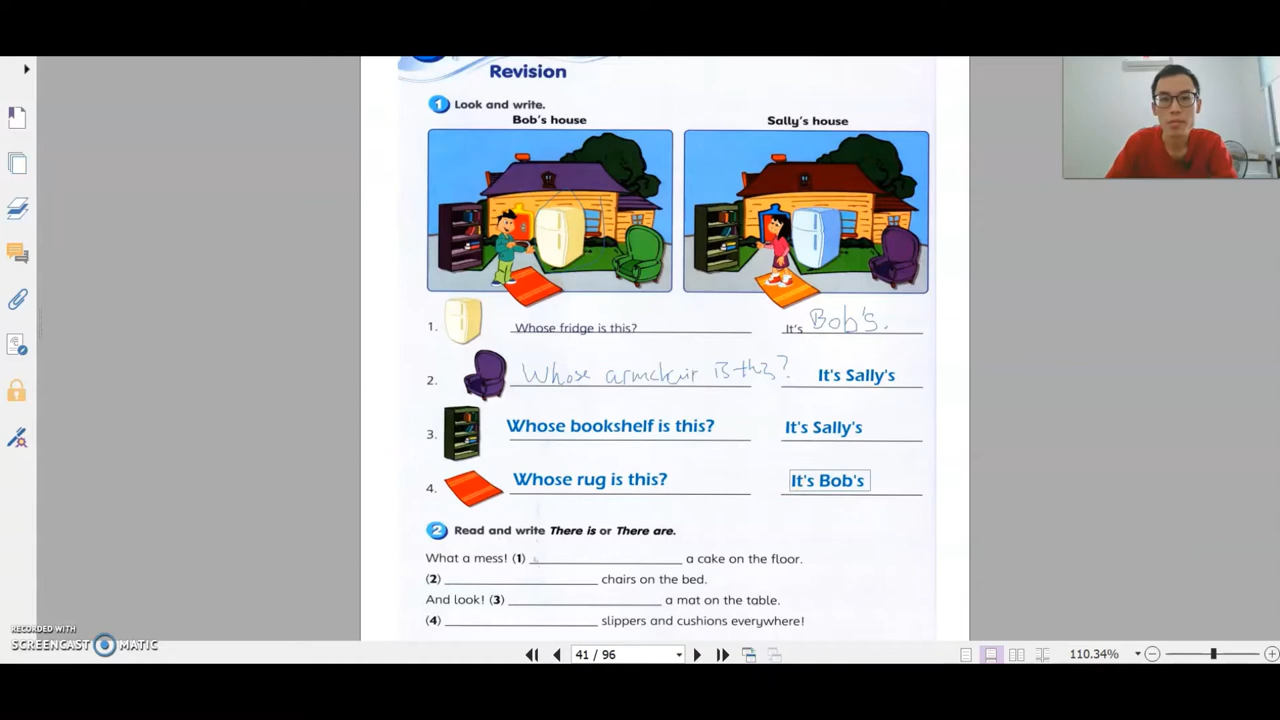 Revision
1 Look and write.
Bob's house
Sally's house
1. Whose fridge is this? It's Bob's.
2. Whose armchair is this? It's Sally's
3. Whose bookshelf is this? It's Sally's
4. Whose rug is this? It's Bob's
2 Read and write There is or There are.
What a mess! (1) a cake on the floor.
(2) chairs on the bed.
And look! (3) a mat on the table.
(4) slippers and cushions everywhere!
RECORDED WITH
SCREENCAST MATIC
41 / 96
110.34%